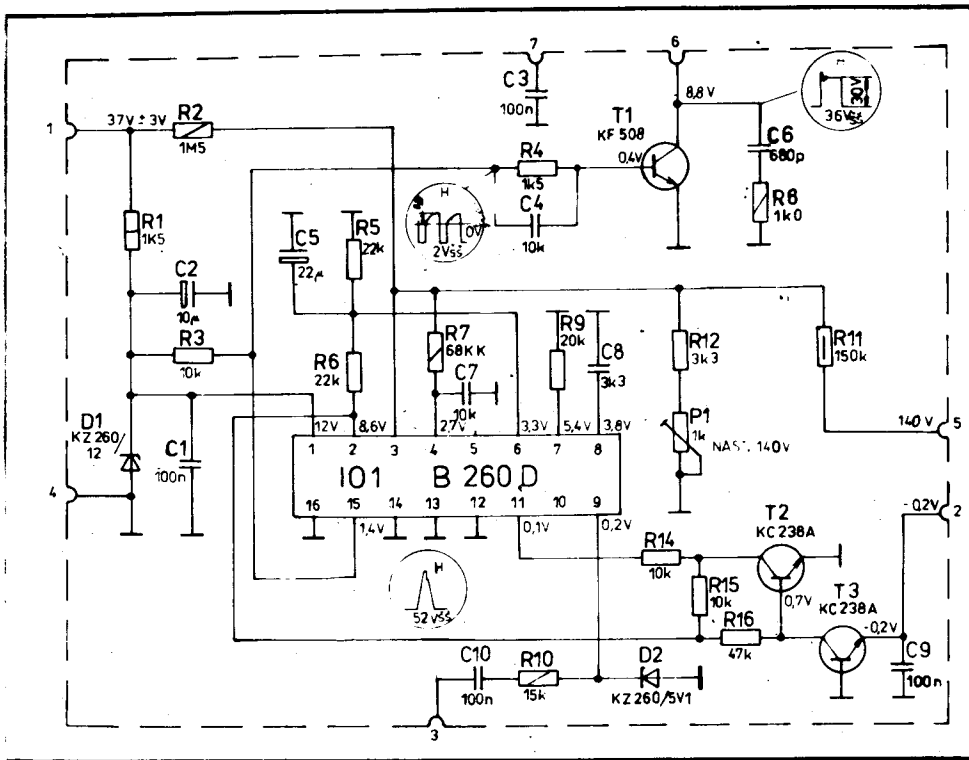 7
6
C3
100n
8,8V
H
30V
36Všš
1
37V ± 3V
R2
1M5
T1
KF 508
0,4V
C6
680p
R8
1k0
R4
1k5
C4
10k
H
0V
2Všš
R1
1K5
C5
22μ
R5
22k
C2
10μ
R3
10k
R6
22k
R7
68KK
C7
10k
R9
20k
C8
3k3
R12
3k3
R11
150k
P1
1k
NAST. 140V
140V
5
D1
KZ 260/
12
C1
100n
4
12V
8,6V
2,7V
3,3V
5,4V
3,8V
1 2 3 4 5 6 7 8
IO1 B 260 D
16 15 14 13 12 11 10 9
1,4V
0,1V
0,2V
H
52Všš
R14
10k
R15
10k
R16
47k
T2
KC 238A
0,7V
T3
KC 238A
-0,2V
-0,2V
2
C9
100n
C10
100n
R10
15k
D2
KZ 260/5V1
3